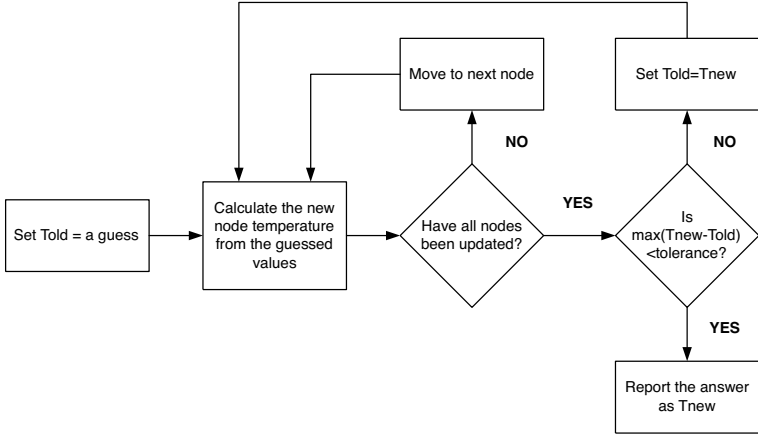 Move to next node
Set Told=Tnew
NO
NO
Set Told = a guess
Calculate the new
node temperature
from the guessed
values
Have all nodes
been updated?
YES
Is
max(Tnew-Told)
<tolerance?
YES
Report the answer
as Tnew